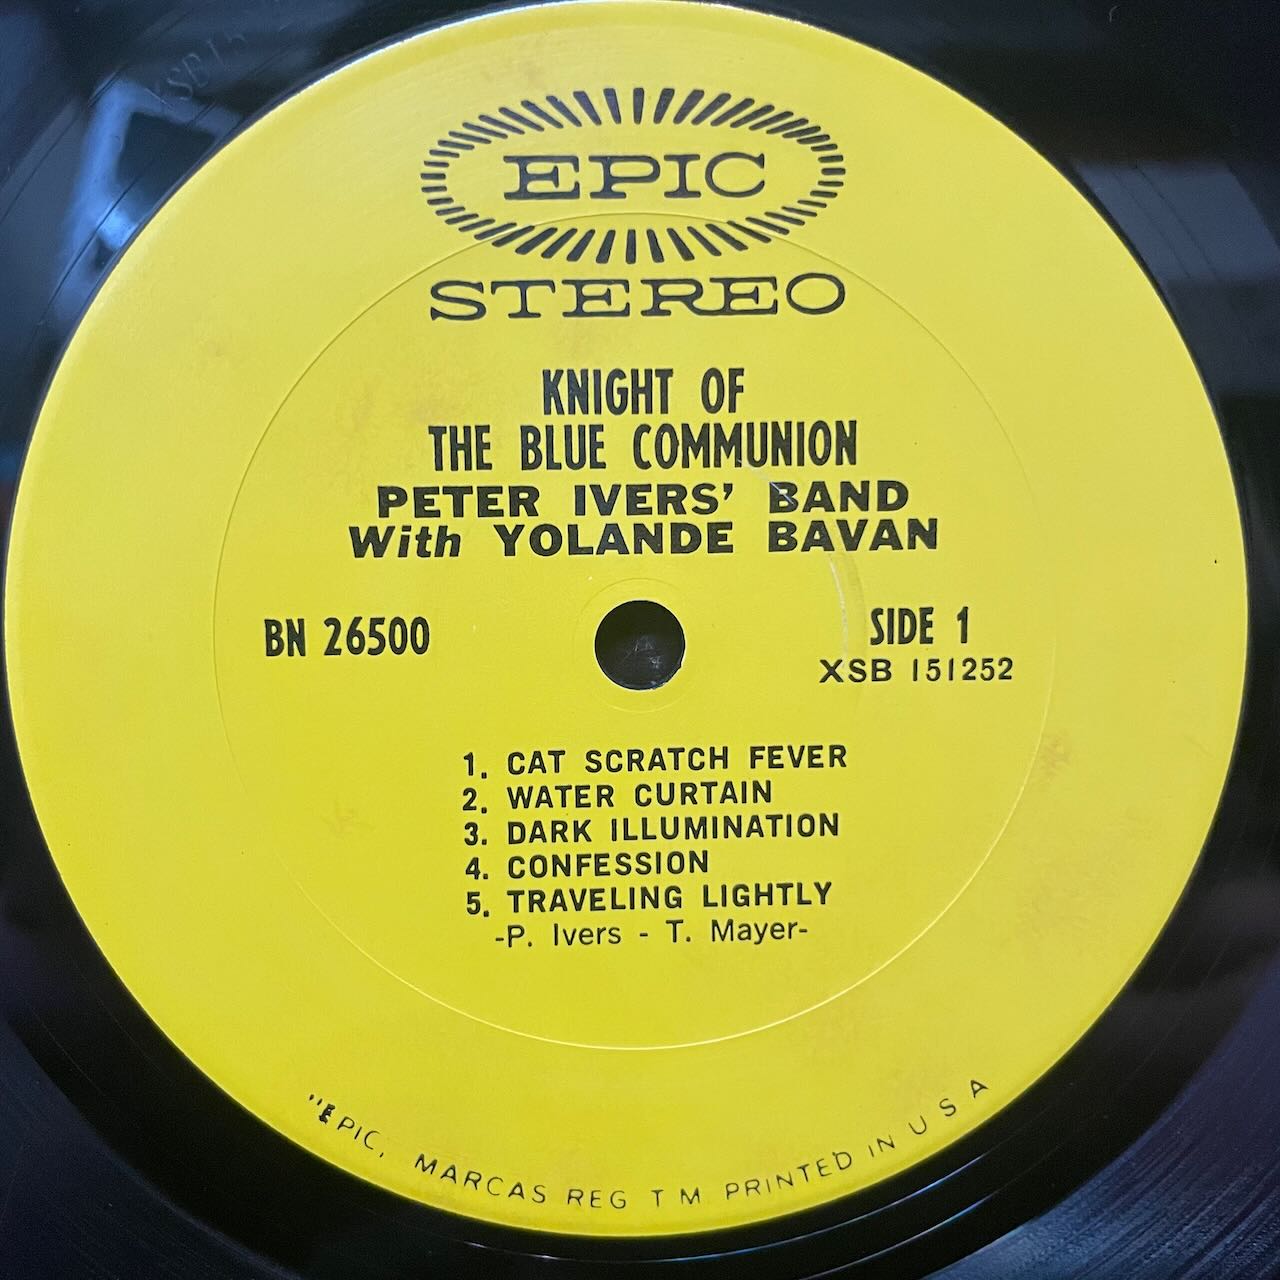 EPIC
STEREO
KNIGHT OF
THE BLUE COMMUNION
PETER IVERS' BAND
With YOLANDE BAVAN
BN 26500
SIDE 1
XSB 151252
1. CAT SCRATCH FEVER
2. WATER CURTAIN
3. DARK ILLUMINATION
4. CONFESSION
5. TRAVELING LIGHTLY
-P. Ivers - T. Mayer-
"EPIC, MARCAS REG T M PRINTED IN U S A